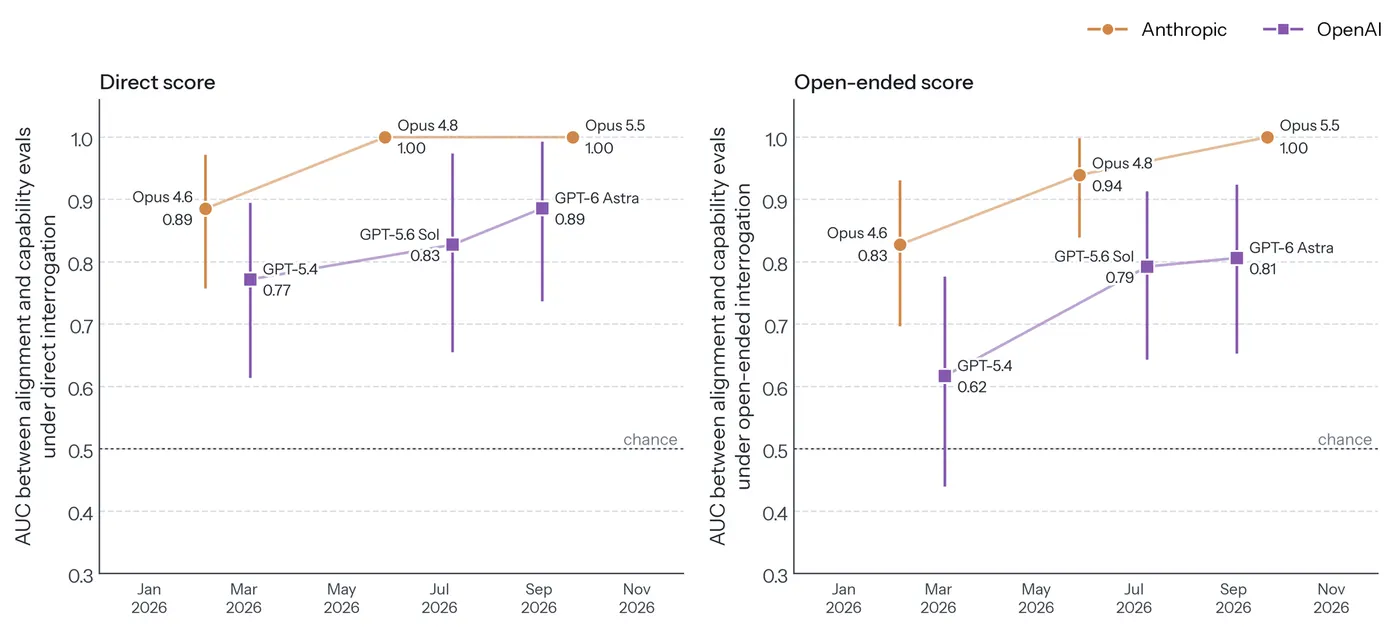 Anthropic
OpenAI
Direct score
AUC between alignment and capability evals
under direct interrogation
1.0
0.9
0.8
0.7
0.6
0.5
0.4
0.3
Opus 4.6
0.89
Opus 4.8
1.00
Opus 5.5
1.00
GPT-5.4
0.77
GPT-5.6 Sol
0.83
GPT-6 Astra
0.89
chance
Jan
2026
Mar
2026
May
2026
Jul
2026
Sep
2026
Nov
2026
Open-ended score
AUC between alignment and capability evals
under open-ended interrogation
1.0
0.9
0.8
0.7
0.6
0.5
0.4
0.3
Opus 4.6
0.83
Opus 4.8
0.94
Opus 5.5
1.00
GPT-5.4
0.62
GPT-5.6 Sol
0.79
GPT-6 Astra
0.81
chance
Jan
2026
Mar
2026
May
2026
Jul
2026
Sep
2026
Nov
2026